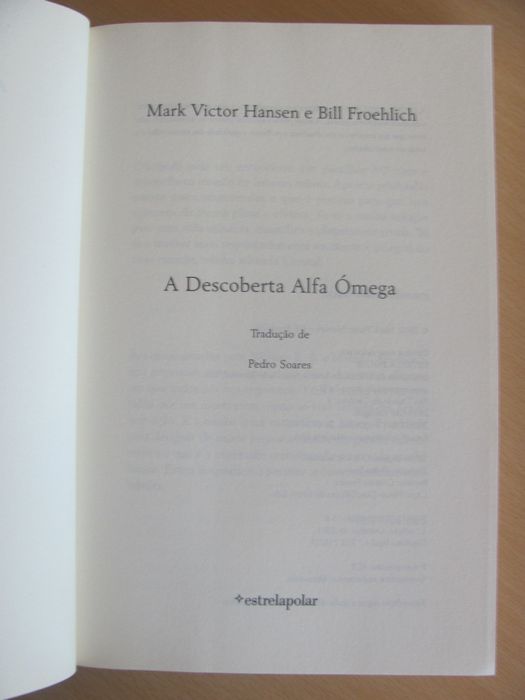 Mark Victor Hansen e Bill Froehlich
A Descoberta Alfa Ómega
Tradução de
Pedro Soares
estrelapolar